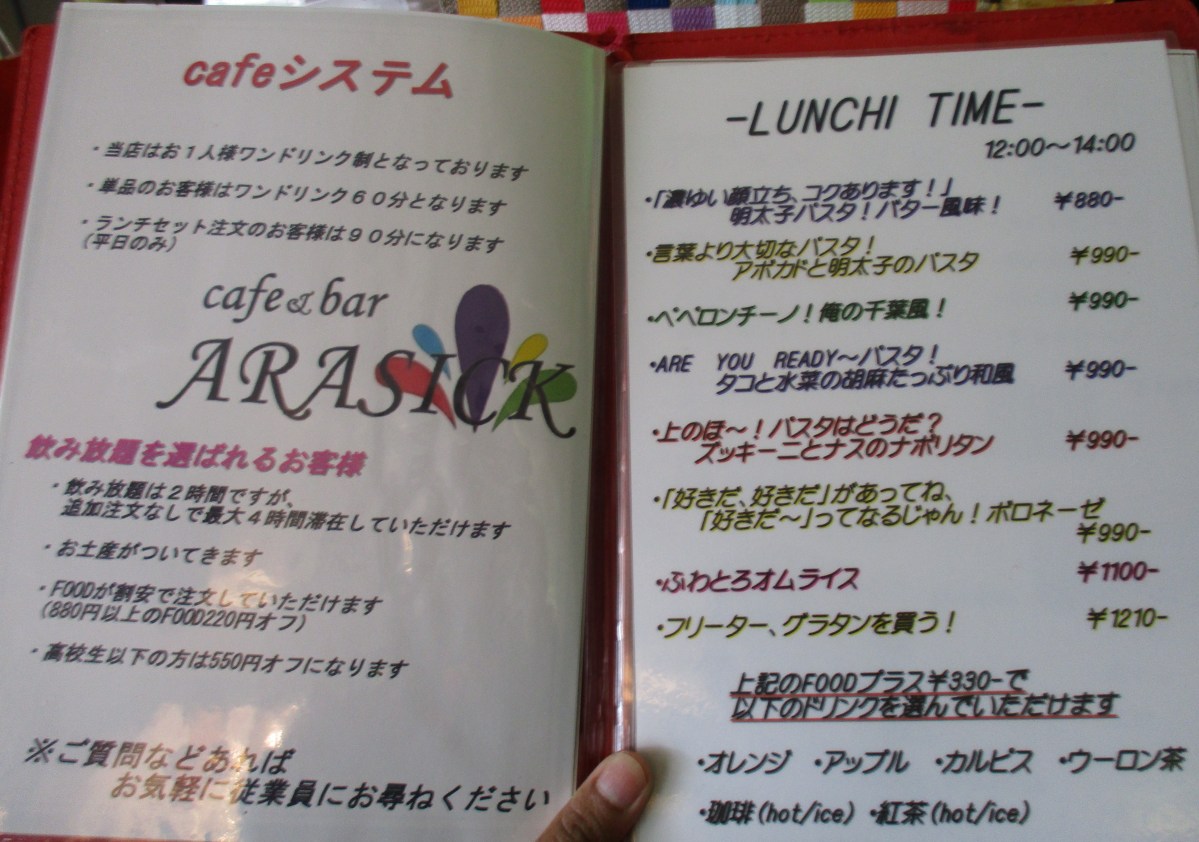 cafeシステム
・当店はお１人様ワンドリンク制となっております
・単品のお客様はワンドリンク６０分となります
・ランチセット注文のお客様は９０分になります
(平日のみ)
cafe&bar
ARASICK
飲み放題を選ばれるお客様
・飲み放題は２時間ですが、
追加注文なしで最大４時間滞在していただけます
・お土産がついてきます
・FOODが割安で注文していただけます
(880円以上のFOOD220円オフ)
・高校生以下の方は550円オフになります
※ご質問などあれば
お気軽に従業員にお尋ねください
-LUNCHI TIME-
12:00～14:00
・「濃ゆい顔立ち、コクあります！」
明太子パスタ！バター風味！ ￥880-
・言葉より大切なパスタ！
アボカドと明太子のパスタ ￥990-
・ペペロンチーノ！俺の千葉風！ ￥990-
・ARE YOU READY～パスタ！
タコと水菜の胡麻たっぷり和風 ￥990-
・上のほ～！パスタはどうだ？
ズッキーニとナスのナポリタン ￥990-
・「好きだ、好きだ」があってね、
「好きだ～」ってなるじゃん！ボロネーゼ
￥990-
・ふわとろオムライス ￥1100-
・フリーター、グラタンを買う！ ￥1210-
上記のFOODプラス￥330-で
以下のドリンクを選んでいただけます
・オレンジ ・アップル ・カルピス ・ウーロン茶
・珈琲(hot/ice) ・紅茶(hot/ice)